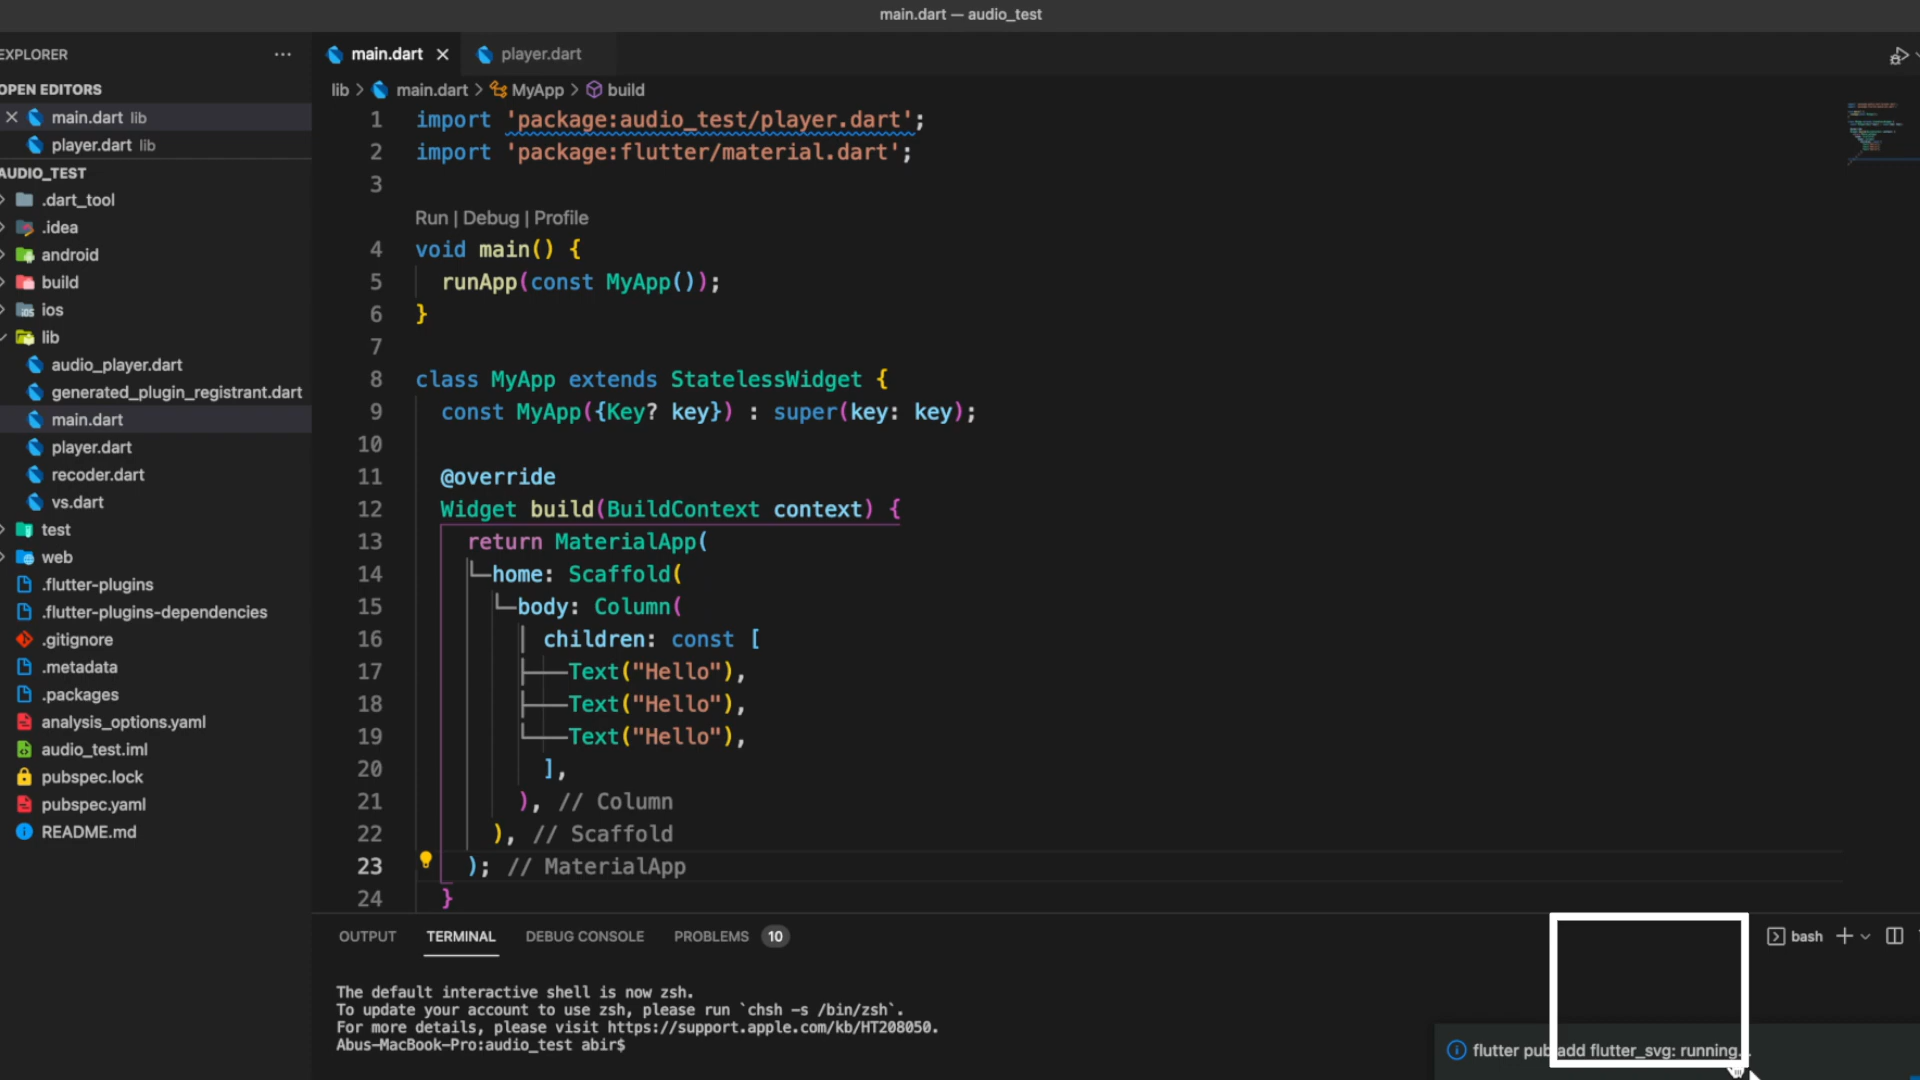 main.dart — audio_test
EXPLORER
OPEN EDITORS
main.dart lib
player.dart lib
AUDIO_TEST
.dart_tool
.idea
android
build
ios
lib
audio_player.dart
generated_plugin_registrant.dart
main.dart
player.dart
recoder.dart
vs.dart
test
web
.flutter-plugins
.flutter-plugins-dependencies
.gitignore
.metadata
.packages
analysis_options.yaml
audio_test.iml
pubspec.lock
pubspec.yaml
README.md
main.dart player.dart
lib > main.dart > MyApp > build
1 import 'package:audio_test/player.dart';
2 import 'package:flutter/material.dart';
3
Run | Debug | Profile
4 void main() {
5 runApp(const MyApp());
6 }
7
8 class MyApp extends StatelessWidget {
9 const MyApp({Key? key}) : super(key: key);
10
11 @override
12 Widget build(BuildContext context) {
13 return MaterialApp(
14 home: Scaffold(
15 body: Column(
16 children: const [
17 Text("Hello"),
18 Text("Hello"),
19 Text("Hello"),
20 ],
21 ), // Column
22 ), // Scaffold
23 ); // MaterialApp
24 }
OUTPUT TERMINAL DEBUG CONSOLE PROBLEMS 10 bash
The default interactive shell is now zsh.
To update your account to use zsh, please run `chsh -s /bin/zsh`.
For more details, please visit https://support.apple.com/kb/HT208050.
Abus-MacBook-Pro:audio_test abir$
flutter pub add flutter_svg: running...